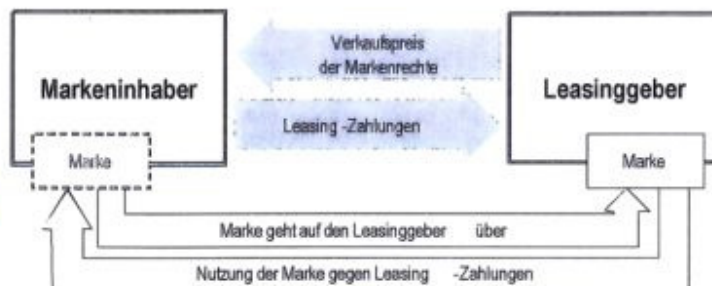 Verkaufspreis
der Markenrechte
Markeninhaber
Leasinggeber
Leasing -Zahlungen
Marke
Marke
Marke geht auf den Leasinggeber über
Nutzung der Marke gegen Leasing -Zahlungen